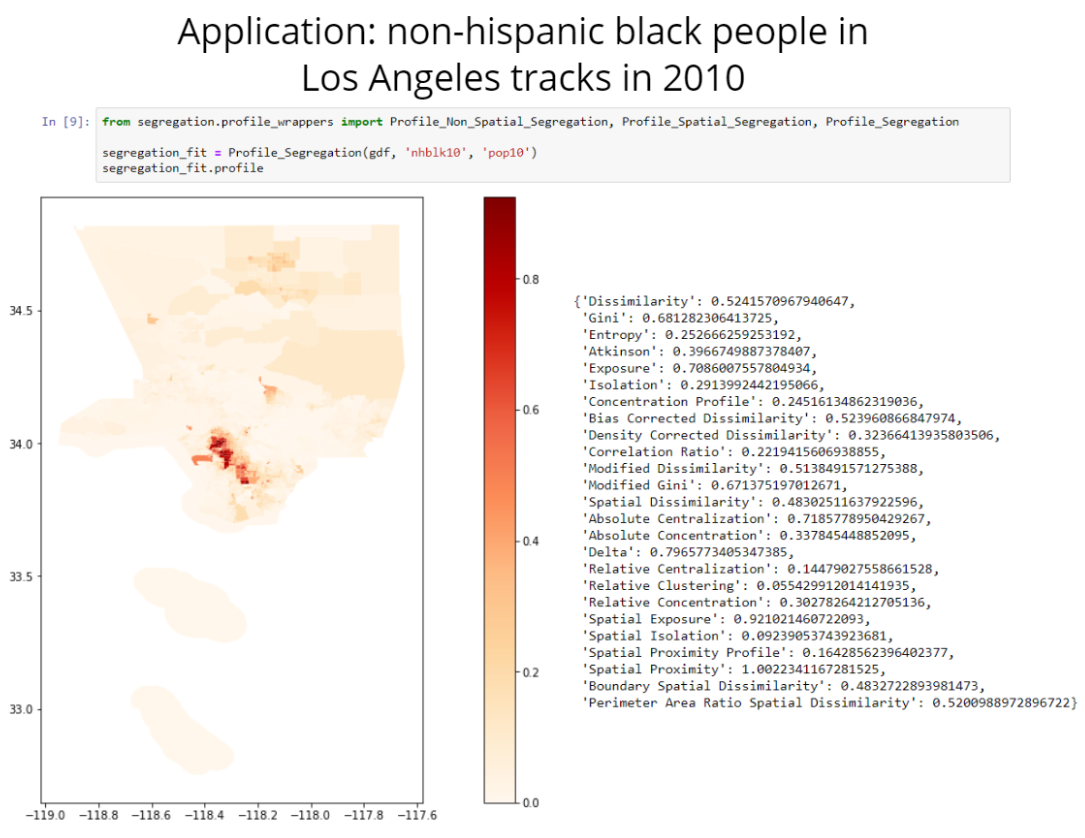 Application: non-hispanic black people in
Los Angeles tracks in 2010
In [9]: from segregation.profile_wrappers import Profile_Non_Spatial_Segregation, Profile_Spatial_Segregation, Profile_Segregation
segregation_fit = Profile_Segregation(gdf, 'nhblk10', 'pop10')
segregation_fit.profile
34.5
34.0
33.5
33.0
−119.0 −118.8 −118.6 −118.4 −118.2 −118.0 −117.8 −117.6
0.8
0.6
0.4
0.2
0.0
{'Dissimilarity': 0.5241570967940647,
'Gini': 0.681282306413725,
'Entropy': 0.252666259253192,
'Atkinson': 0.3966749887378407,
'Exposure': 0.7086007557804934,
'Isolation': 0.2913992442195066,
'Concentration Profile': 0.24516134862319036,
'Bias Corrected Dissimilarity': 0.523960866847974,
'Density Corrected Dissimilarity': 0.32366413935803506,
'Correlation Ratio': 0.2219415606938855,
'Modified Dissimilarity': 0.5138491571275388,
'Modified Gini': 0.671375197012671,
'Spatial Dissimilarity': 0.48302511637922596,
'Absolute Centralization': 0.7185778950429267,
'Absolute Concentration': 0.337845448852095,
'Delta': 0.7965773405347385,
'Relative Centralization': 0.14479027558661528,
'Relative Clustering': 0.055429912014141935,
'Relative Concentration': 0.30278264212705136,
'Spatial Exposure': 0.921021460722093,
'Spatial Isolation': 0.09239053743923681,
'Spatial Proximity Profile': 0.16428562396402377,
'Spatial Proximity': 1.0022341167281525,
'Boundary Spatial Dissimilarity': 0.4832722893981473,
'Perimeter Area Ratio Spatial Dissimilarity': 0.5200988972896722}